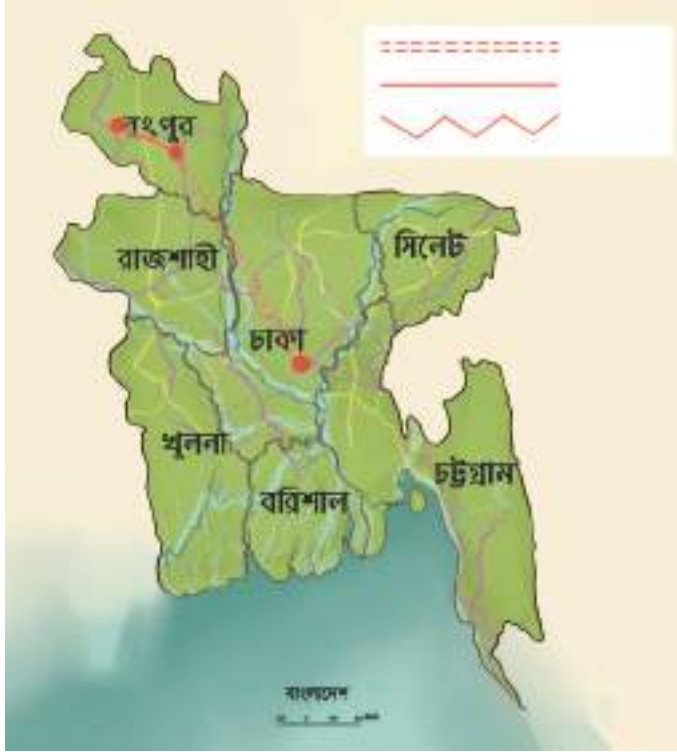 রংপুর
রাজশাহী
সিলেট
ঢাকা
খুলনা
বরিশাল
চট্টগ্রাম
বাংলাদেশ